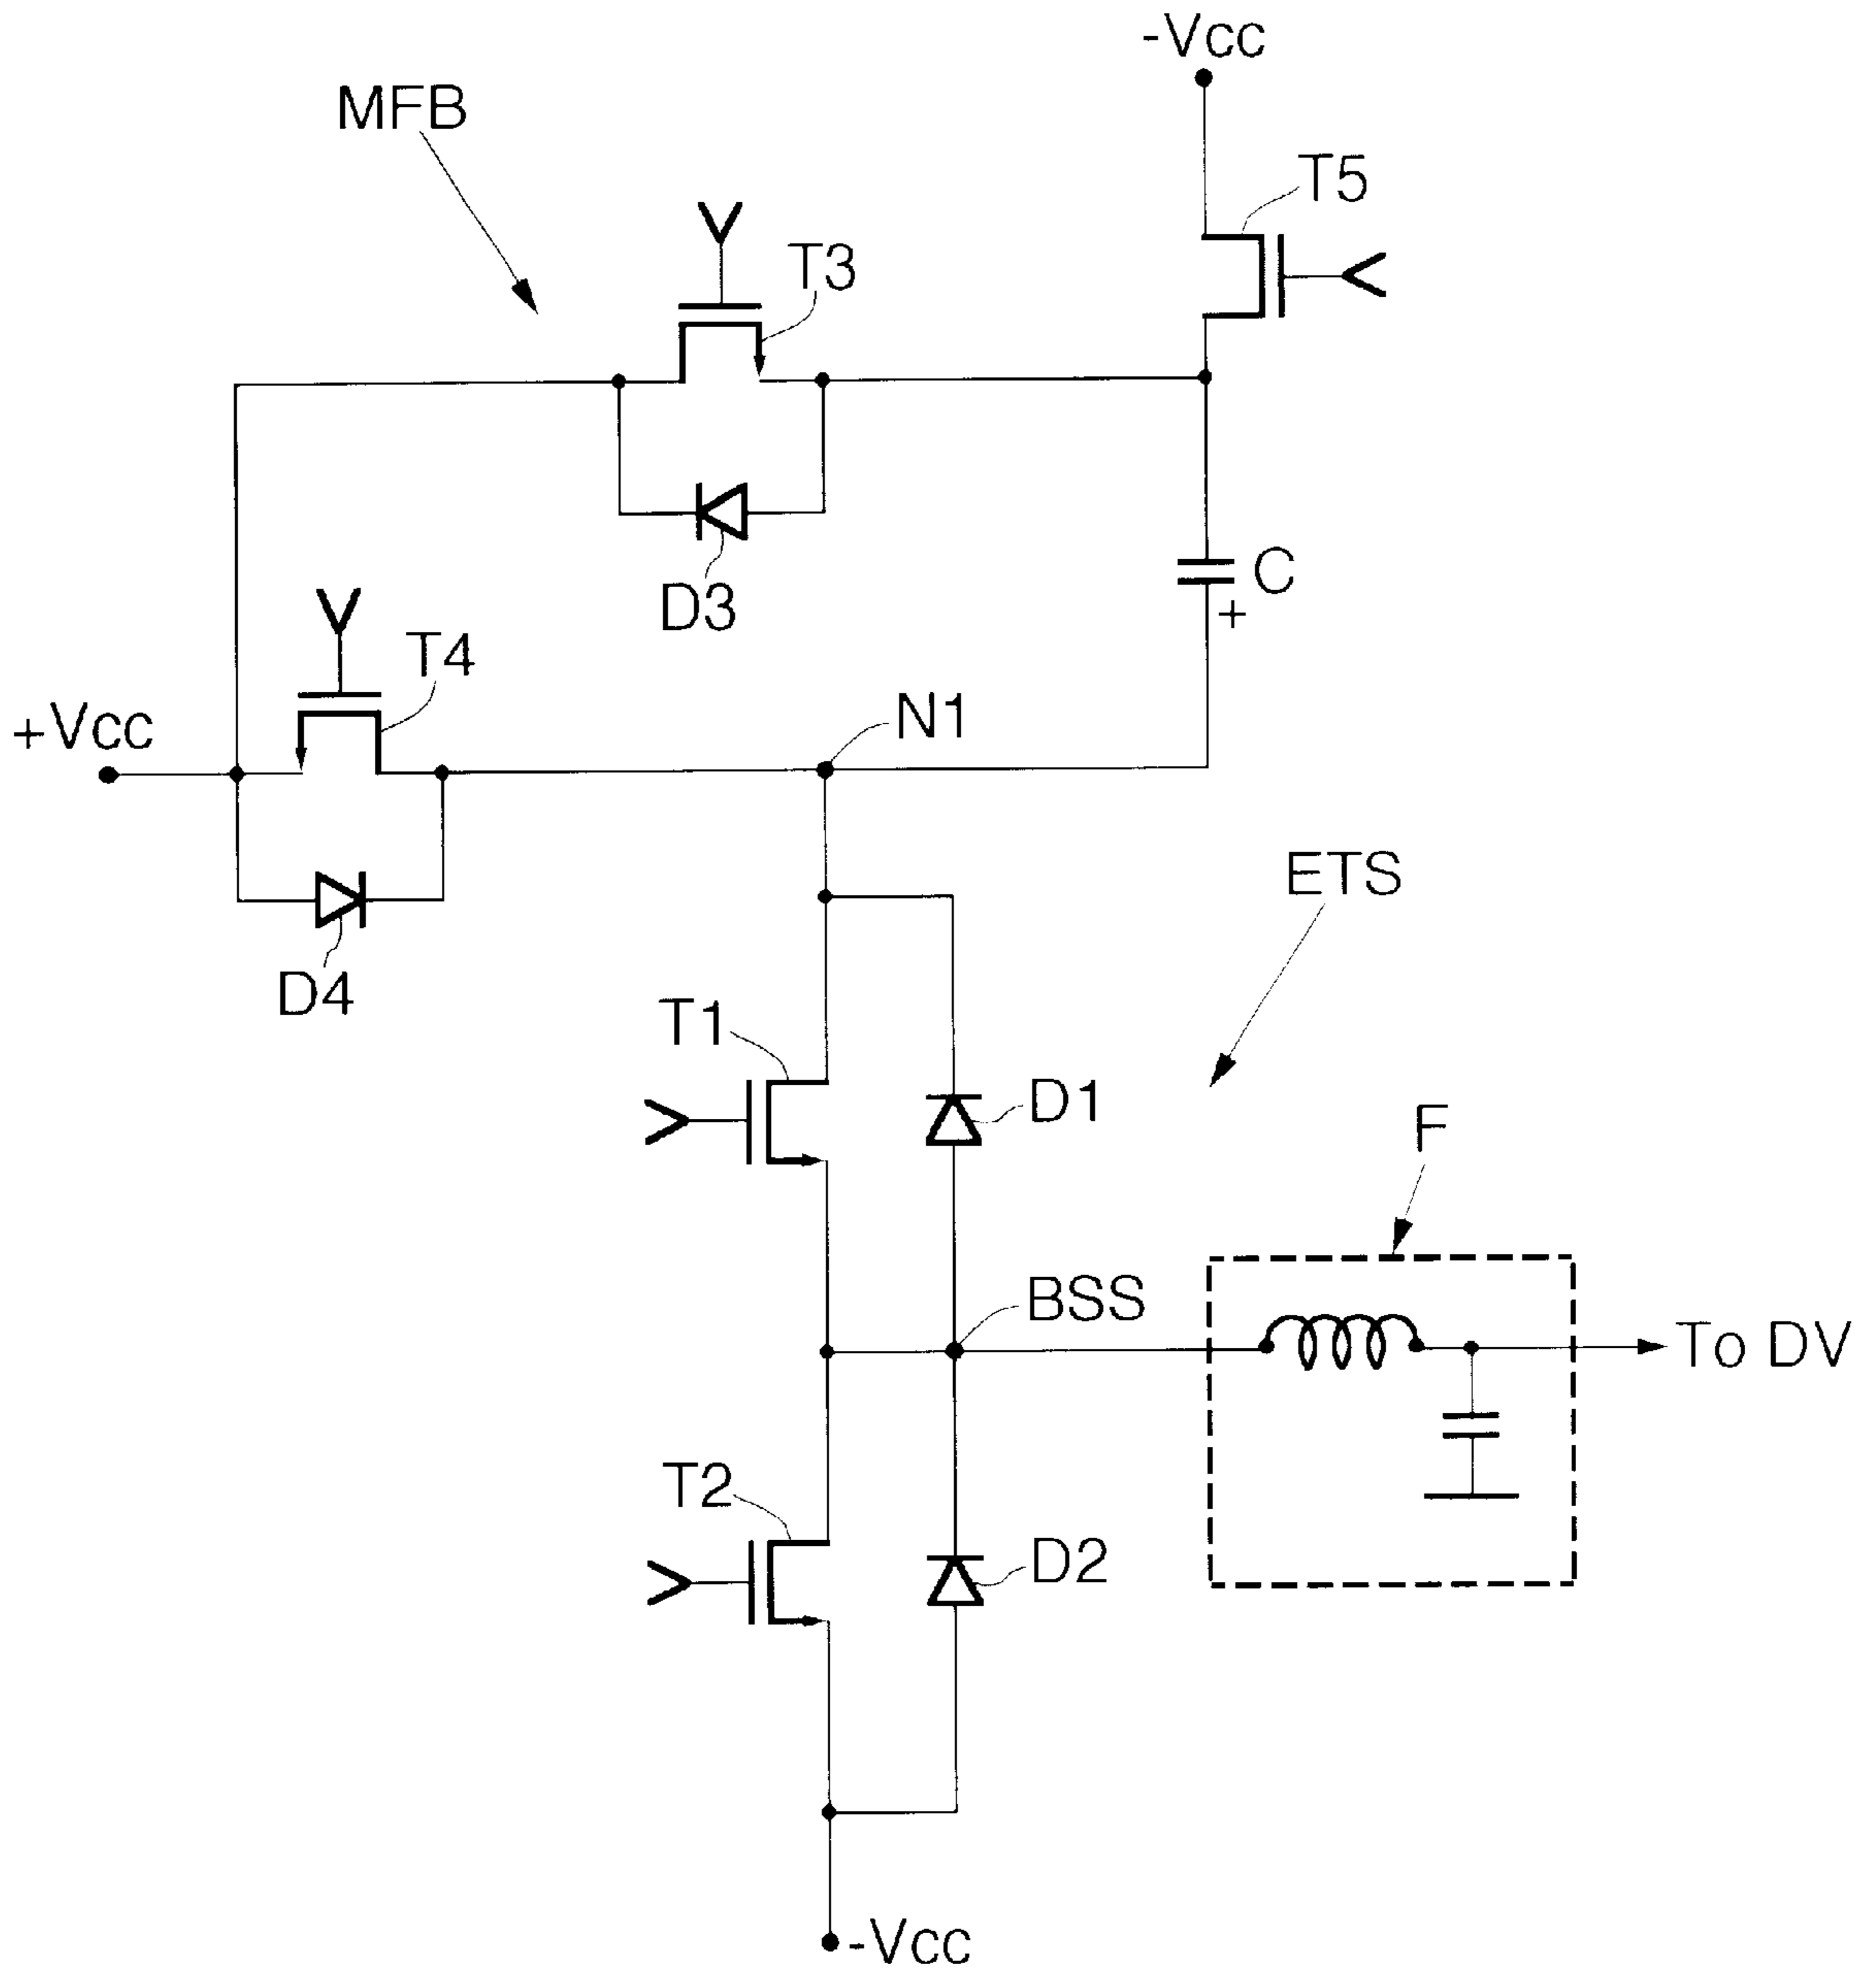 -Vcc
MFB
T5
T3
D3
C
+
T4
+Vcc
N1
ETS
D4
T1
D1
F
BSS
To DV
T2
D2
-Vcc